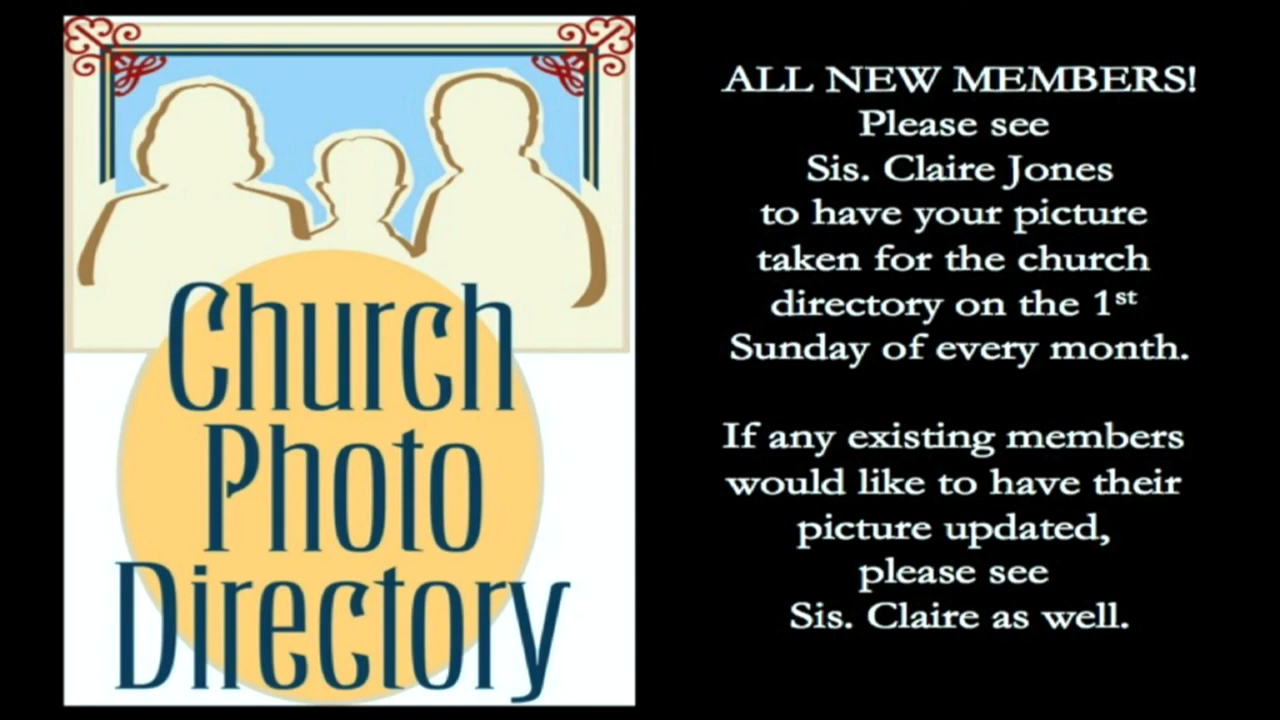 Church
Photo
Directory
ALL NEW MEMBERS!
Please see
Sis. Claire Jones
to have your picture
taken for the church
directory on the 1st
Sunday of every month.
If any existing members
would like to have their
picture updated,
please see
Sis. Claire as well.